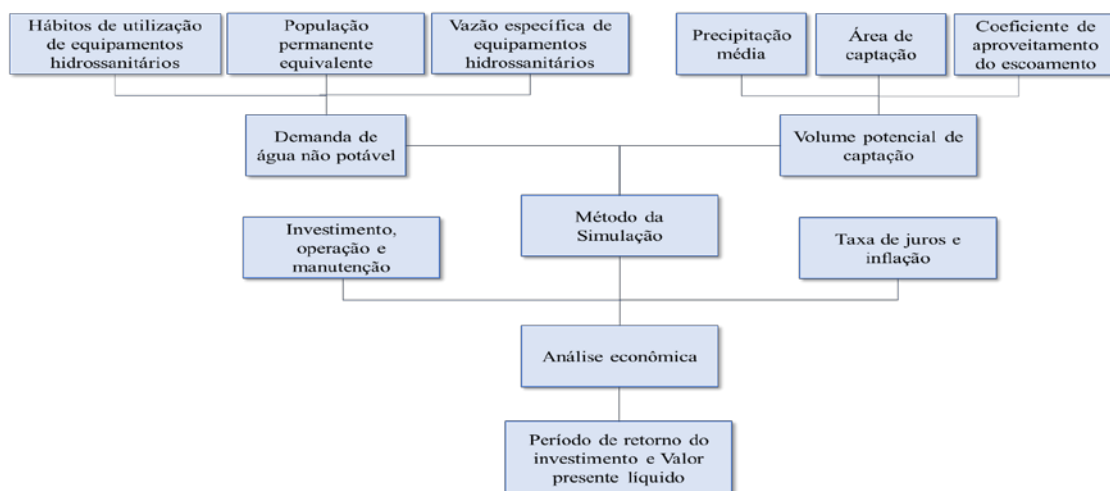 Hábitos de utilização
de equipamentos
hidrossanitários
População
permanente
equivalente
Vazão específica de
equipamentos
hidrossanitários
Precipitação
média
Área de
captação
Coeficiente de
aproveitamento
do escoamento
Demanda de
água não potável
Volume potencial de
captação
Método da
Simulação
Investimento,
operação e
manutenção
Taxa de juros e
inflação
Análise econômica
Período de retorno do
investimento e Valor
presente líquido